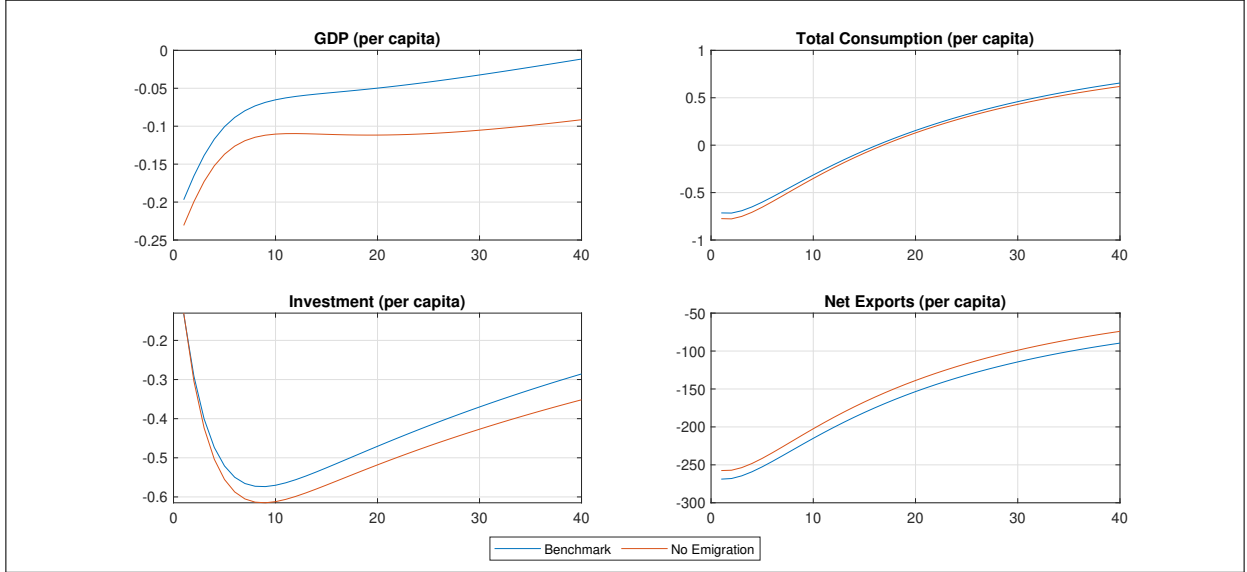 GDP (per capita)
0
-0.05
-0.1
-0.15
-0.2
-0.25
0 10 20 30 40
Total Consumption (per capita)
1
0.5
0
-0.5
-1
0 10 20 30 40
Investment (per capita)
-0.2
-0.3
-0.4
-0.5
-0.6
0 10 20 30 40
Net Exports (per capita)
-50
-100
-150
-200
-250
-300
0 10 20 30 40
Benchmark No Emigration